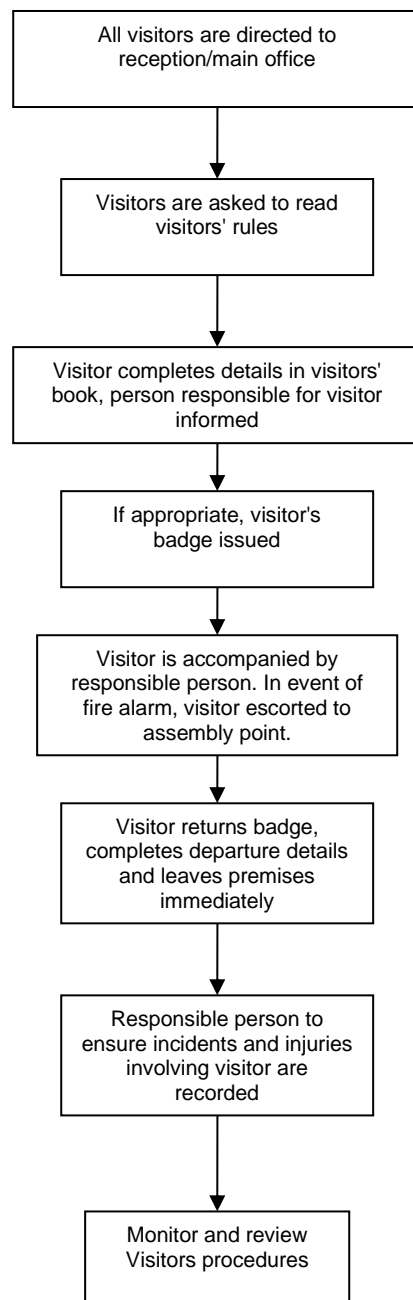 All visitors are directed to
reception/main office
Visitors are asked to read
visitors' rules
Visitor completes details in visitors'
book, person responsible for visitor
informed
If appropriate, visitor's
badge issued
Visitor is accompanied by
responsible person. In event of
fire alarm, visitor escorted to
assembly point.
Visitor returns badge,
completes departure details
and leaves premises
immediately
Responsible person to
ensure incidents and injuries
involving visitor are
recorded
Monitor and review
Visitors procedures